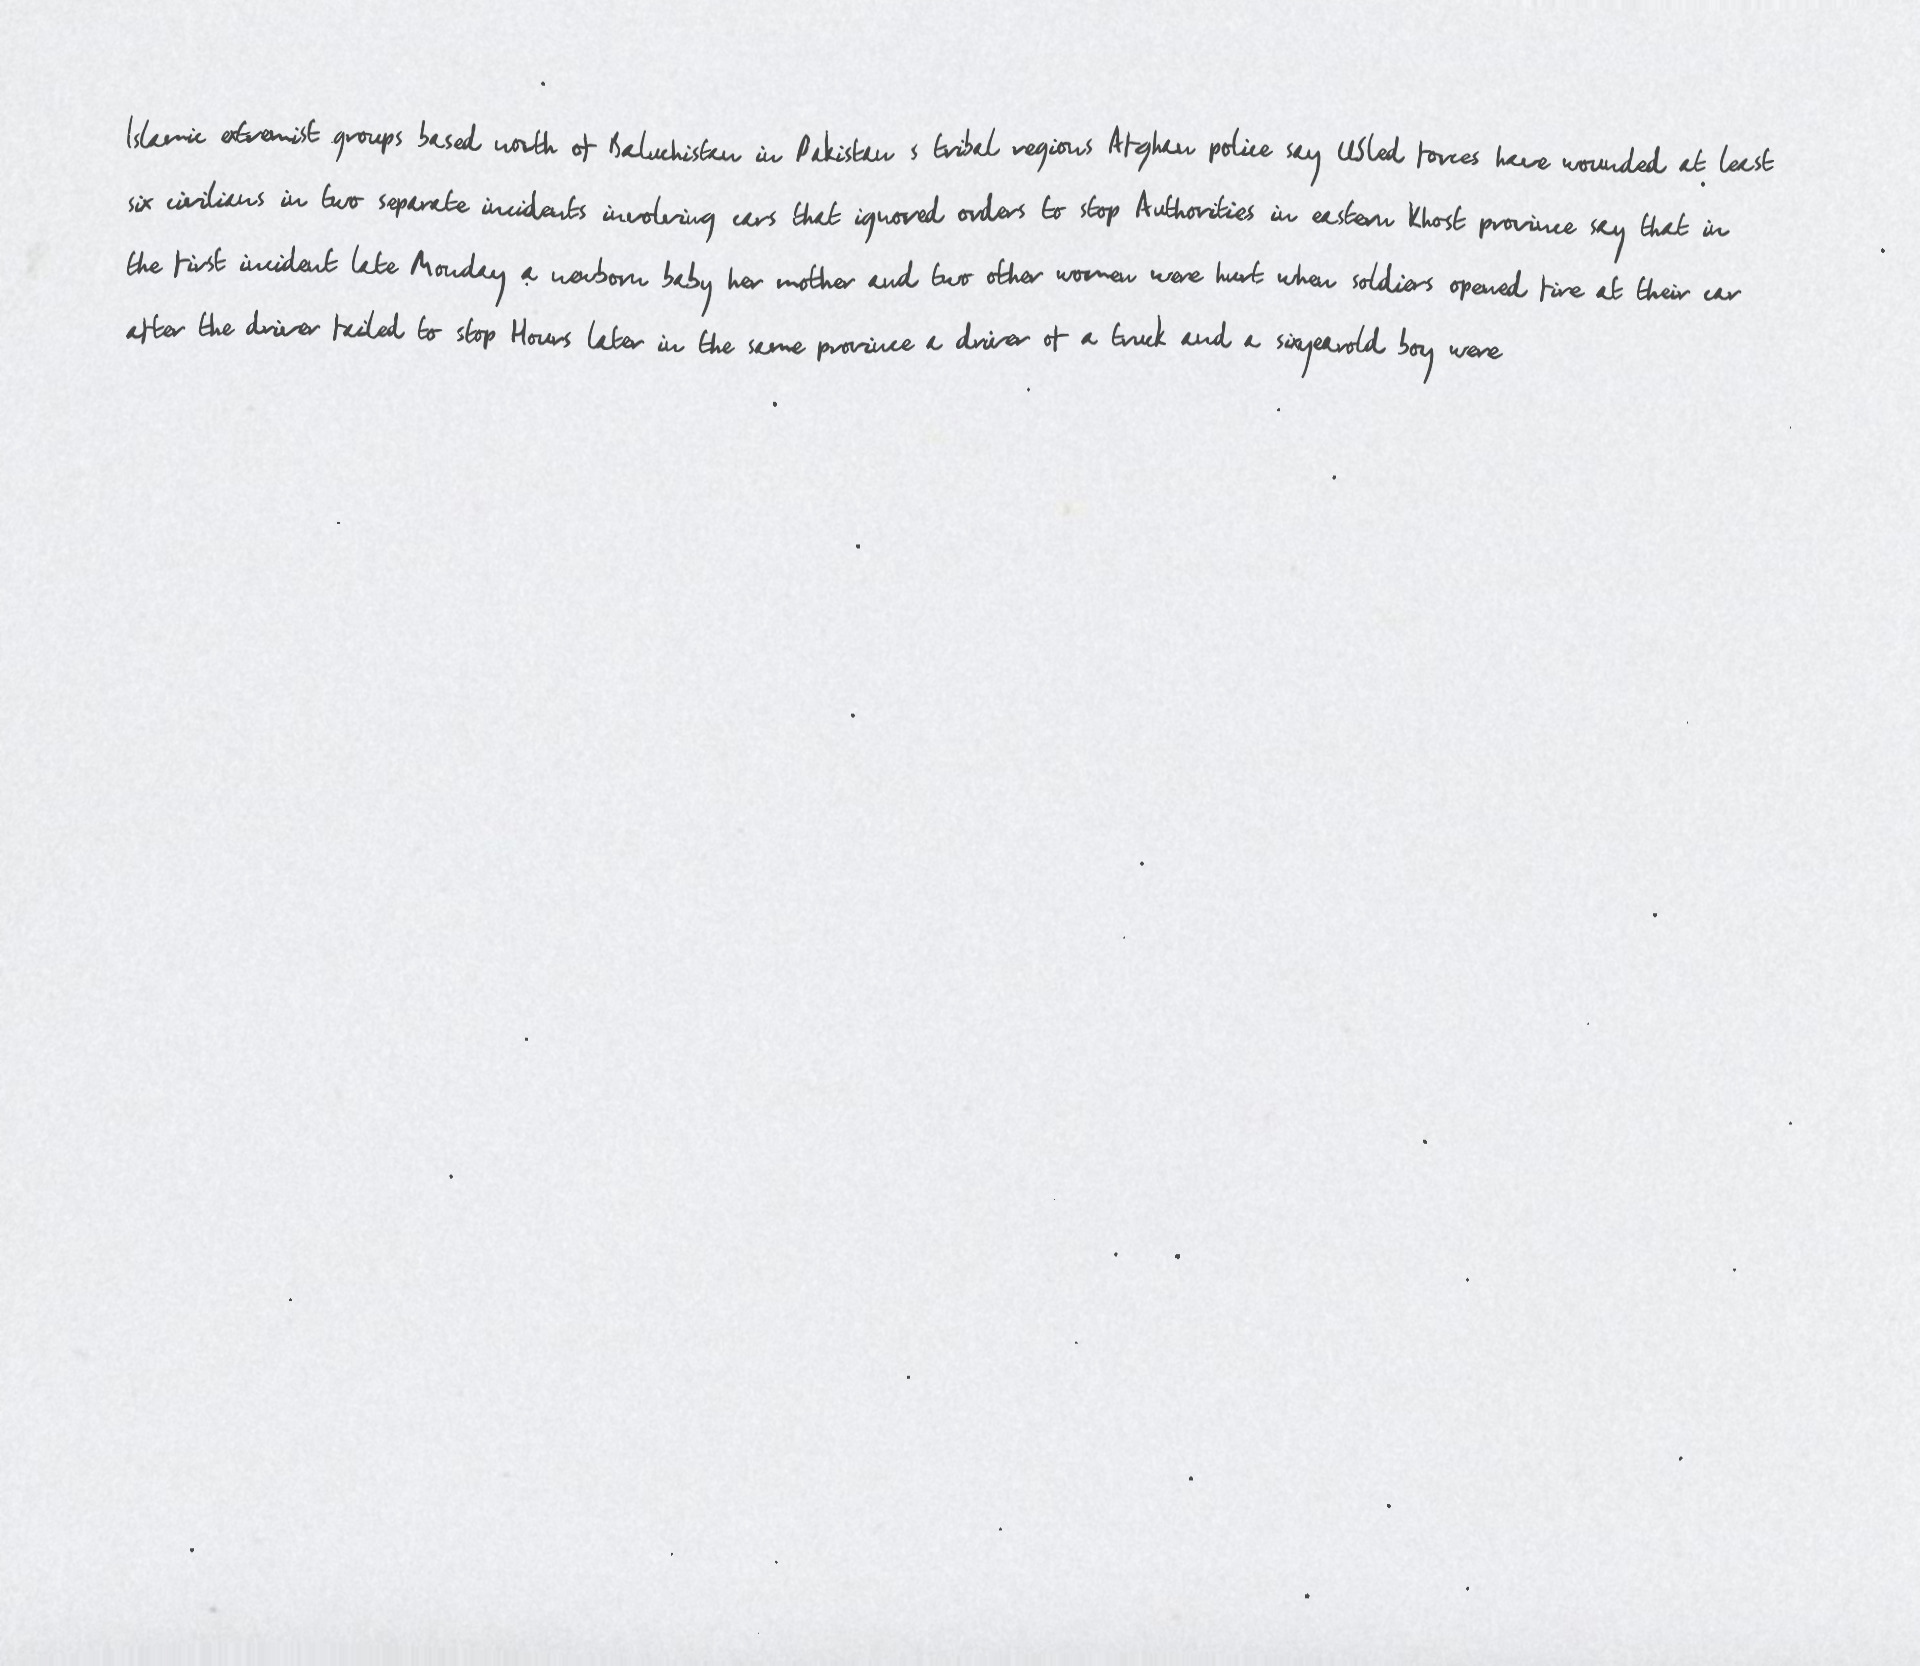 Islamic extremist groups based north of Baluchistan in Pakistan s tribal regions Afghan police say USled forces have wounded at least
six civilians in two separate incidents involving cars that ignored orders to stop Authorities in eastern Khost province say that in
the first incident late Monday a newborn baby her mother and two other women were hurt when soldiers opened fire at their car
after the driver failed to stop Hours later in the same province a driver of a truck and a sixyearold boy were